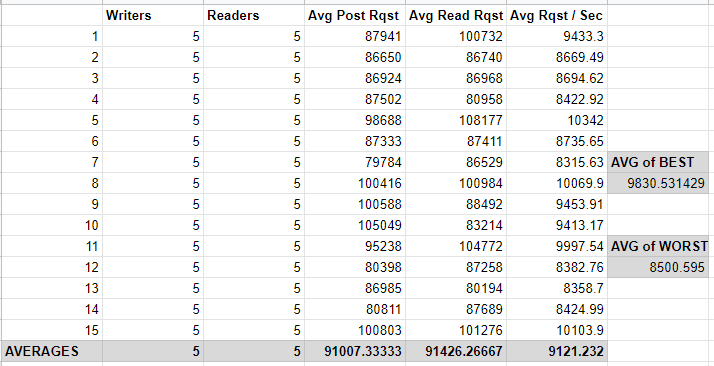 Writers Readers Avg Post Rqst Avg Read Rqst Avg Rqst / Sec
1 5 5 87941 100732 9433.3
2 5 5 86650 86740 8669.49
3 5 5 86924 86968 8694.62
4 5 5 87502 80958 8422.92
5 5 5 98688 108177 10342
6 5 5 87333 87411 8735.65
7 5 5 79784 86529 8315.63 AVG of BEST
8 5 5 100416 100984 10069.9 9830.531429
9 5 5 100588 88492 9453.91
10 5 5 105049 83214 9413.17
11 5 5 95238 104772 9997.54 AVG of WORST
12 5 5 80398 87258 8382.76 8500.595
13 5 5 86985 80194 8358.7
14 5 5 80811 87689 8424.99
15 5 5 100803 101276 10103.9
AVERAGES 5 5 91007.33333 91426.26667 9121.232